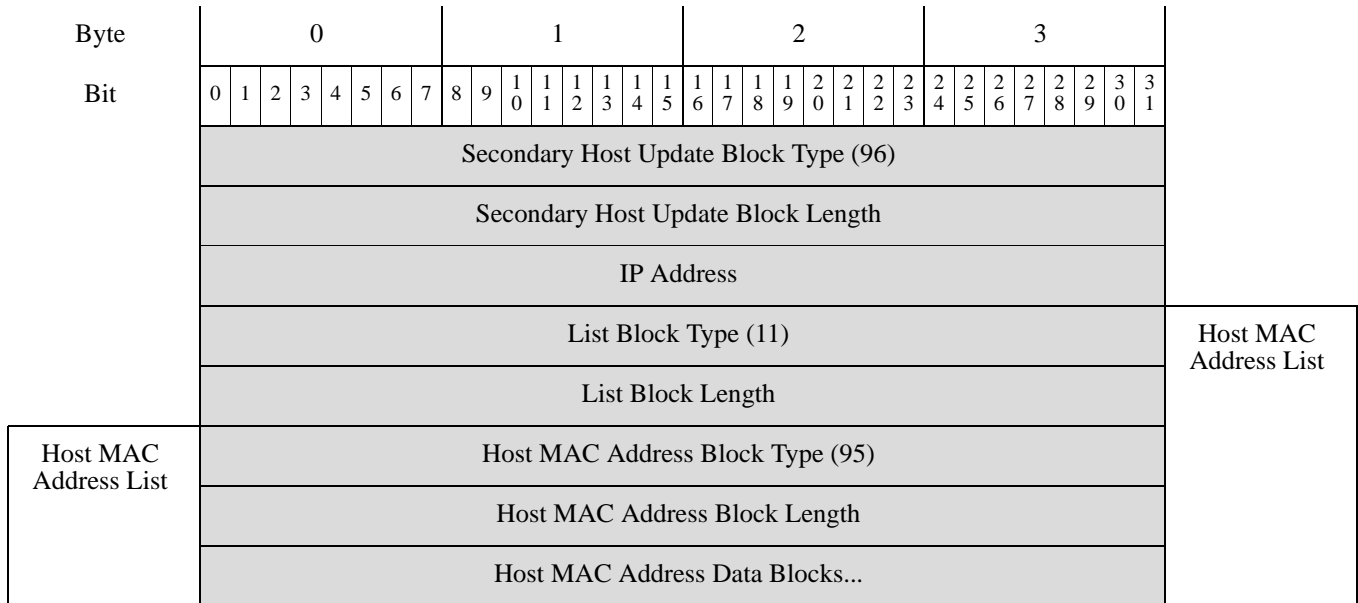 Byte 0 1 2 3
Bit 0 1 2 3 4 5 6 7 8 9 10 11 12 13 14 15 16 17 18 19 20 21 22 23 24 25 26 27 28 29 30 31
Secondary Host Update Block Type (96)
Secondary Host Update Block Length
IP Address
List Block Type (11)
Host MAC
Address List
List Block Length
Host MAC
Address List
Host MAC Address Block Type (95)
Host MAC Address Block Length
Host MAC Address Data Blocks...